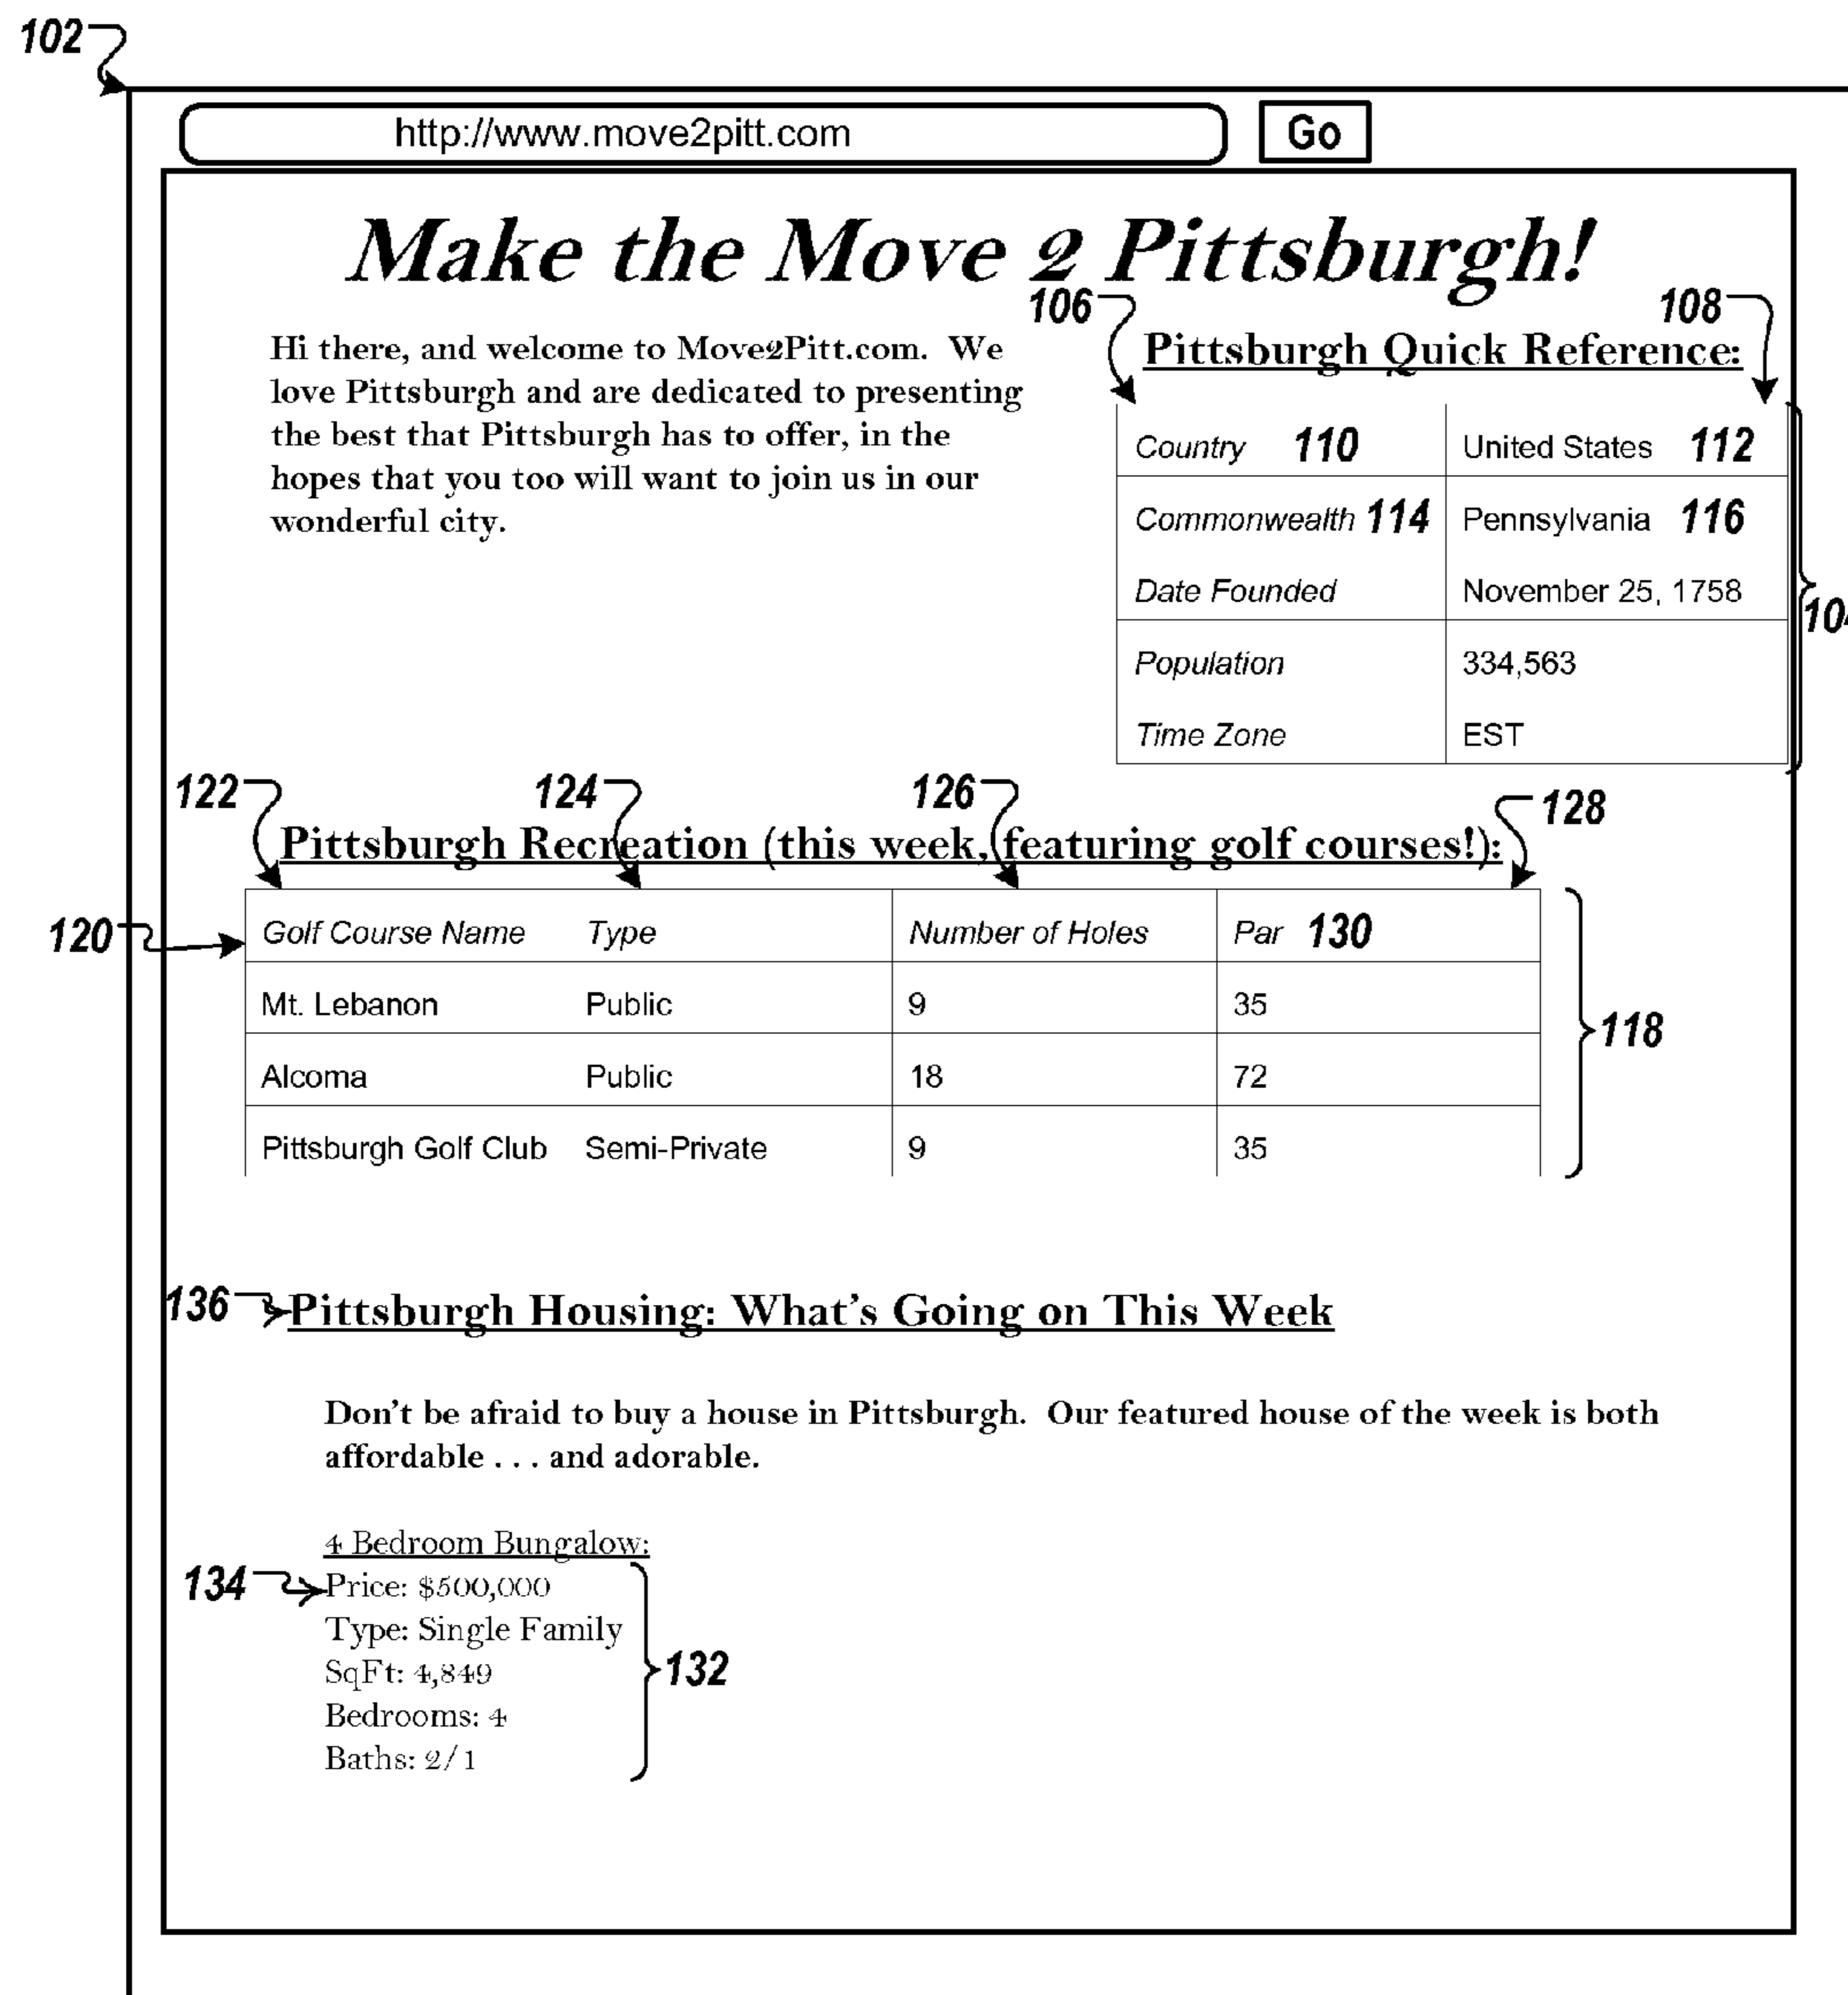 102
http://www.move2pitt.com Go
Make the Move 2 Pittsburgh!
106 108
Hi there, and welcome to Move2Pitt.com. We
love Pittsburgh and are dedicated to presenting
the best that Pittsburgh has to offer, in the
hopes that you too will want to join us in our
wonderful city.
Pittsburgh Quick Reference:
Country 110 United States 112
Commonwealth 114 Pennsylvania 116
Date Founded November 25, 1758
Population 334,563
Time Zone EST
122 124 126 128
Pittsburgh Recreation (this week, featuring golf courses!):
120 Golf Course Name Type Number of Holes Par 130
Mt. Lebanon Public 9 35
118
Alcoma Public 18 72
Pittsburgh Golf Club Semi-Private 9 35
136 Pittsburgh Housing: What's Going on This Week
Don't be afraid to buy a house in Pittsburgh. Our featured house of the week is both
affordable . . . and adorable.
4 Bedroom Bungalow:
134 Price: $500,000
Type: Single Family
SqFt: 4,849 132
Bedrooms: 4
Baths: 2/1